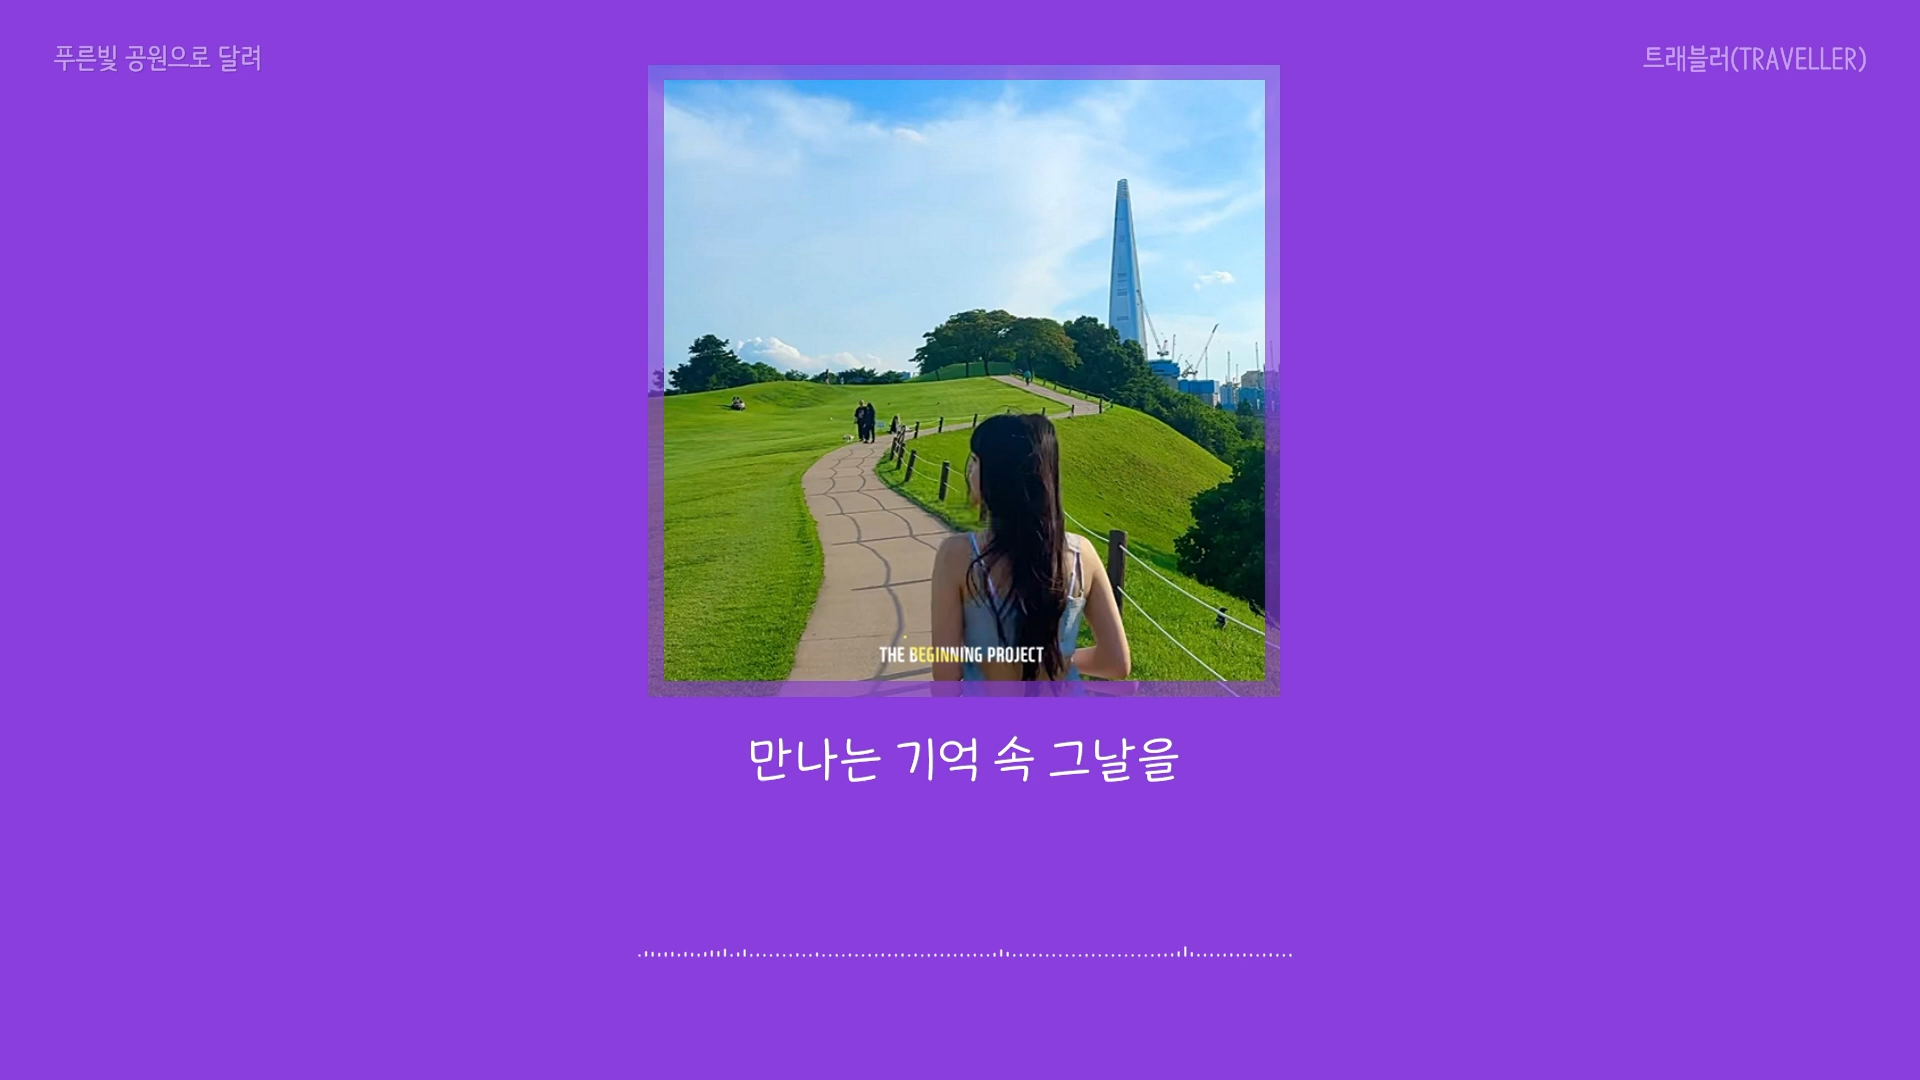 푸른빛 공원으로 달려
트래블러(TRAVELLER)
THE BEGINNING PROJECT
만나는 기억 속 그날을